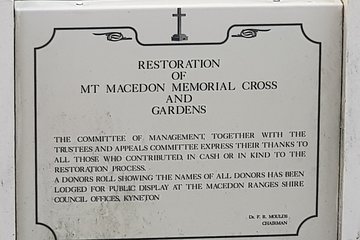 RESTORATION
OF
MT MACEDON MEMORIAL CROSS
AND
GARDENS
THE COMMITTEE OF MANAGEMENT, TOGETHER WITH THE
TRUSTEES AND APPEALS COMMITTEE EXPRESS THEIR THANKS TO
ALL THOSE WHO CONTRIBUTED, IN CASH OR IN KIND TO THE
RESTORATION PROCESS.
A DONORS ROLL SHOWING THE NAMES OF ALL DONORS HAS BEEN
LODGED FOR PUBLIC DISPLAY AT THE MACEDON RANGES SHIRE
COUNCIL OFFICES, KYNETON
Dr. F. R. MOULDS
CHAIRMAN